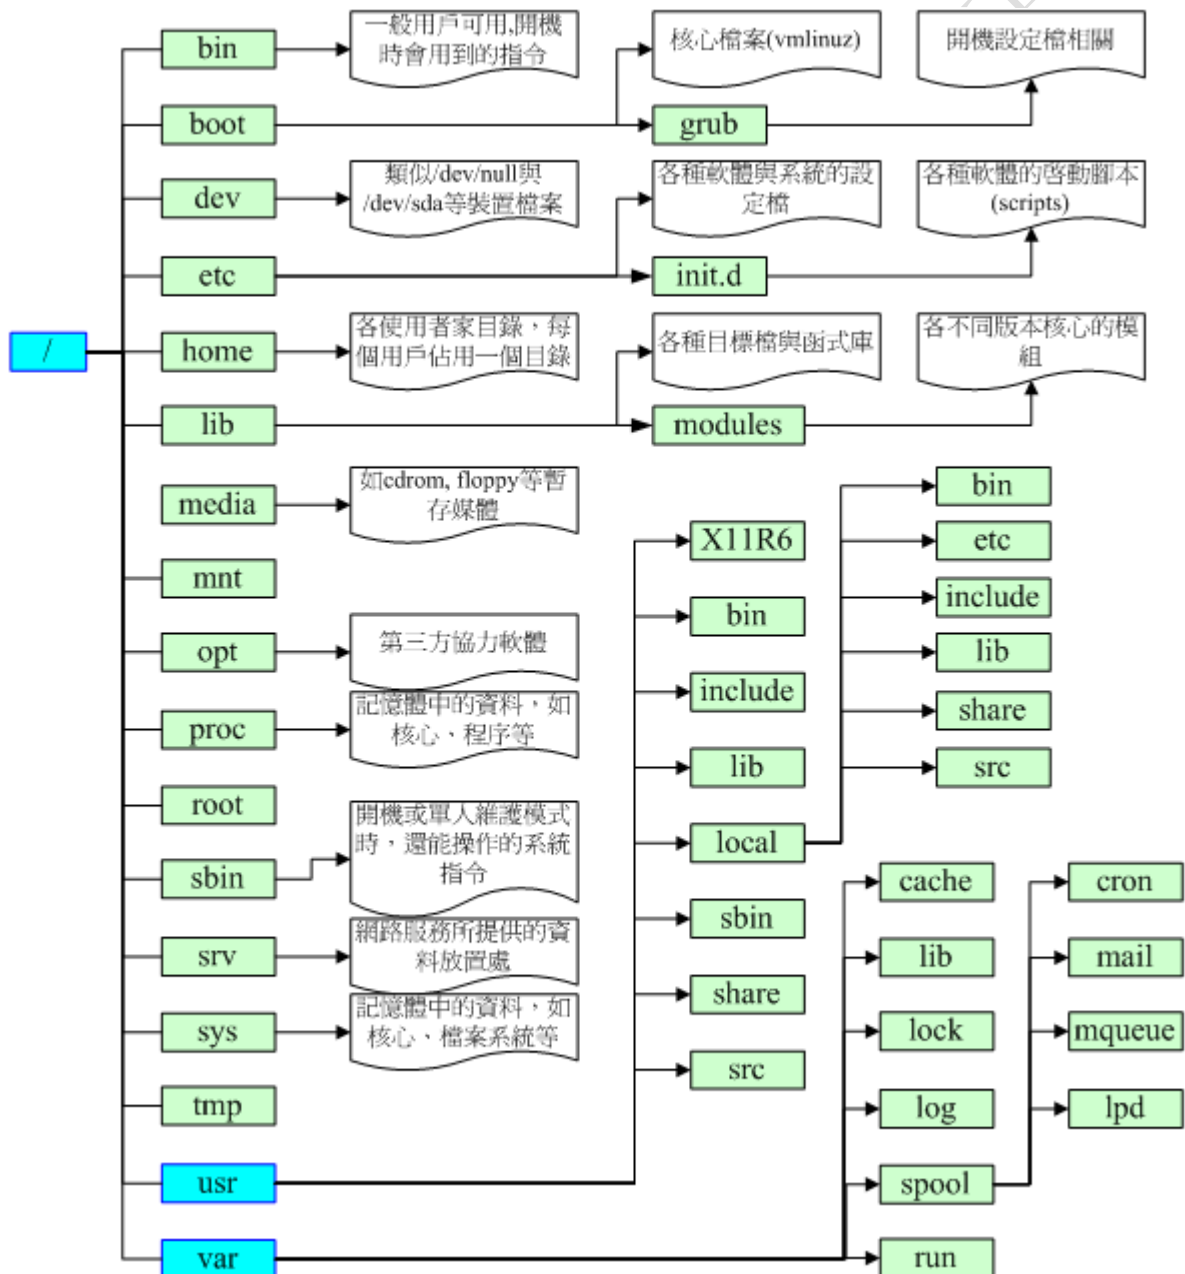 bin
一般用戶可用,開機
時會用到的指令
核心檔案(vmlinuz)
開機設定檔相關
boot
grub
dev
類似/dev/null與
/dev/sda等裝置檔案
各種軟體與系統的設
定檔
各種軟體的啓動腳本
(scripts)
etc
init.d
/
home
各使用者家目錄，每
個用戶佔用一個目錄
各種目標檔與函式庫
各不同版本核心的模
組
lib
modules
media
如cdrom, floppy等暫
存媒體
mnt
opt
第三方協力軟體
proc
記憶體中的資料，如
核心、程序等
root
sbin
開機或單人維護模式
時，還能操作的系統
指令
srv
網路服務所提供的資
料放置處
sys
記憶體中的資料，如
核心、檔案系統等
tmp
usr
var
X11R6
bin
include
lib
local
sbin
share
src
bin
etc
include
lib
share
src
cache
lib
lock
log
spool
run
cron
mail
mqueue
lpd